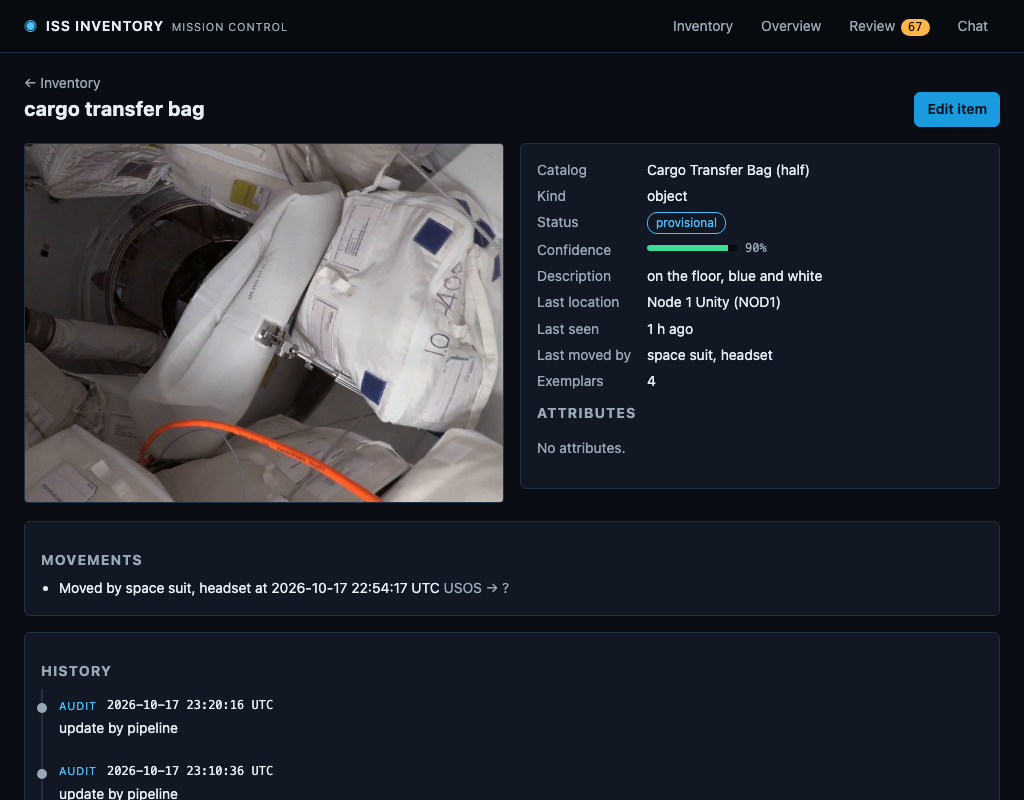 ISS INVENTORY MISSION CONTROL
Inventory Overview Review 67 Chat
← Inventory
cargo transfer bag
Edit item
Catalog Cargo Transfer Bag (half)
Kind object
Status provisional
Confidence 90%
Description on the floor, blue and white
Last location Node 1 Unity (NOD1)
Last seen 1 h ago
Last moved by space suit, headset
Exemplars 4
ATTRIBUTES
No attributes.
MOVEMENTS
• Moved by space suit, headset at 2026-10-17 22:54:17 UTC USOS → ?
HISTORY
AUDIT 2026-10-17 23:20:16 UTC
update by pipeline
AUDIT 2026-10-17 23:10:36 UTC
update by pipeline